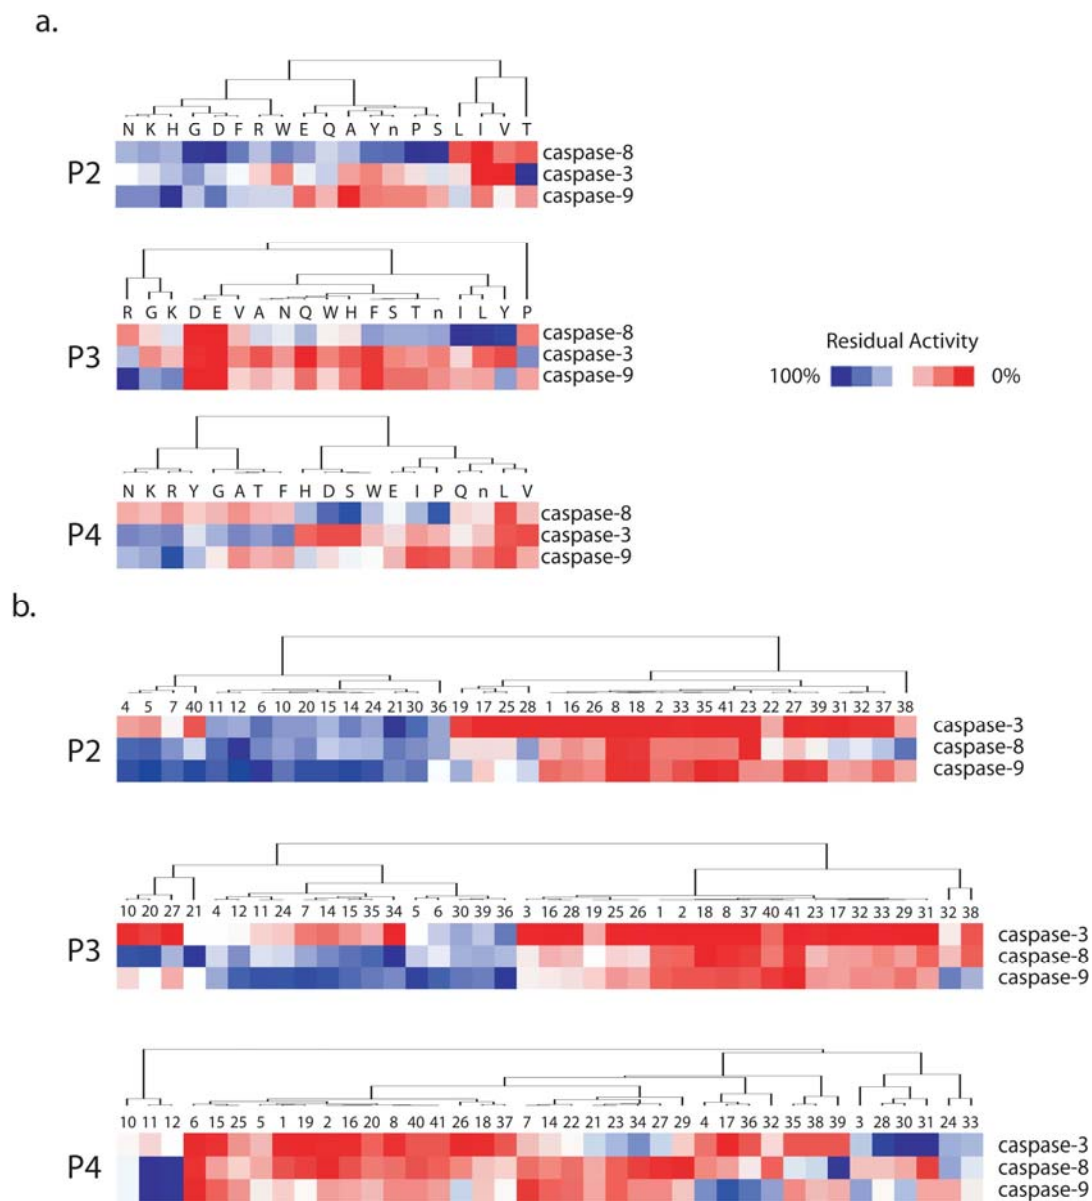 a.
N K H G D F R W E Q A Y n P S L I V T
P2
caspase-8
caspase-3
caspase-9
R G K D E V A N Q W H F S T n I L Y P
P3
caspase-8
caspase-3
caspase-9
Residual Activity
100% 0%
N K R Y G A T F H D S W E I P Q n L V
P4
caspase-8
caspase-3
caspase-9
b.
4 5 7 40 11 12 6 10 20 15 14 24 21 30 36 19 17 25 28 1 16 26 8 18 2 33 35 41 23 22 27 39 31 32 37 38
P2
caspase-3
caspase-8
caspase-9
10 20 27 21 4 12 11 24 7 14 15 35 34 5 6 30 39 36 3 16 28 19 25 26 1 2 18 8 37 40 41 23 17 32 33 29 31 32 38
P3
caspase-3
caspase-8
caspase-9
10 11 12 6 15 25 5 1 19 2 16 20 8 40 41 26 18 37 7 14 22 21 23 34 27 29 4 17 36 32 35 38 39 3 28 30 31 24 33
P4
caspase-3
caspase-8
caspase-9